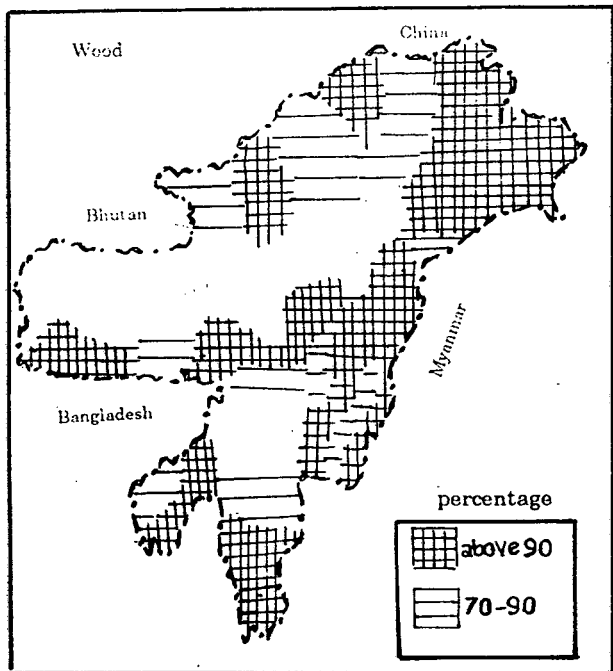 Wood
China
Bhutan
Myanmar
Bangladesh
percentage
above 90
70-90